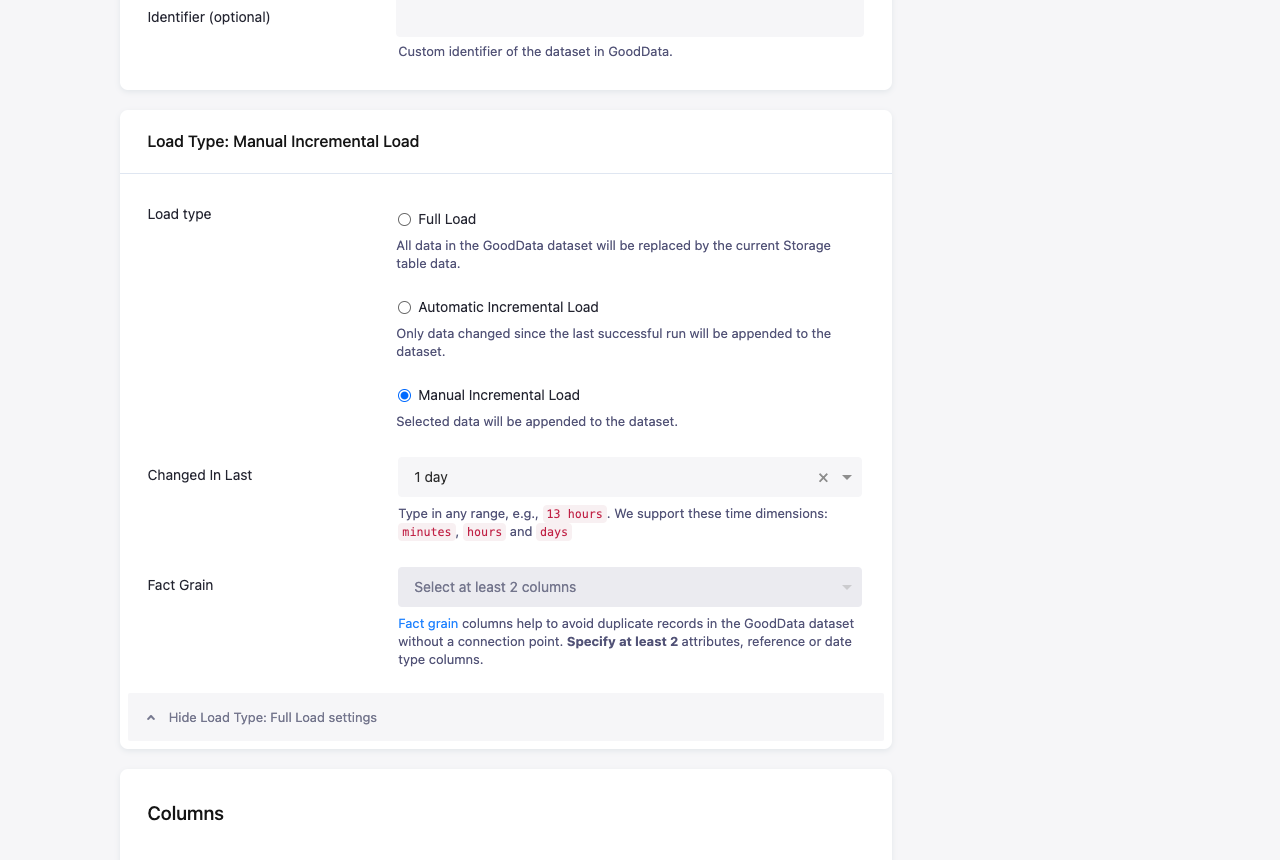 Identifier (optional)
Custom identifier of the dataset in GoodData.
Load Type: Manual Incremental Load
Load type
Full Load
All data in the GoodData dataset will be replaced by the current Storage
table data.
Automatic Incremental Load
Only data changed since the last successful run will be appended to the
dataset.
Manual Incremental Load
Selected data will be appended to the dataset.
Changed In Last
1 day
Type in any range, e.g., 13 hours. We support these time dimensions:
minutes, hours and days
Fact Grain
Select at least 2 columns
Fact grain columns help to avoid duplicate records in the GoodData dataset
without a connection point. Specify at least 2 attributes, reference or date
type columns.
Hide Load Type: Full Load settings
Columns